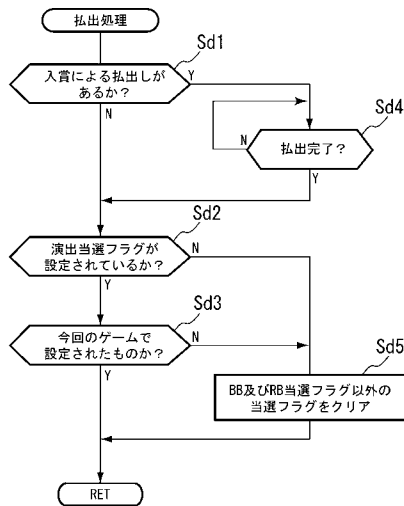 払出処理
Sd1
入賞による払出しが
あるか？
Y
N
Sd4
払出完了？
N
Y
Sd2
演出当選フラグが
設定されているか？
N
Y
Sd3
今回のゲームで
設定されたものか？
N
Y
Sd5
BB及びRB当選フラグ以外の
当選フラグをクリア
RET